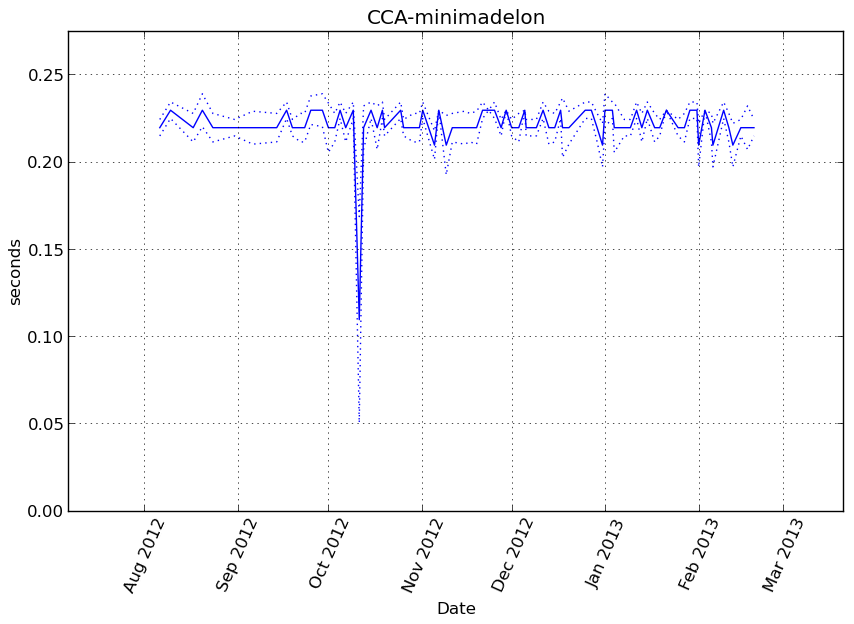 CCA-minimadelon
0.25
0.20
0.15
0.10
0.05
0.00
seconds
Aug 2012
Sep 2012
Oct 2012
Nov 2012
Dec 2012
Jan 2013
Feb 2013
Mar 2013
Date